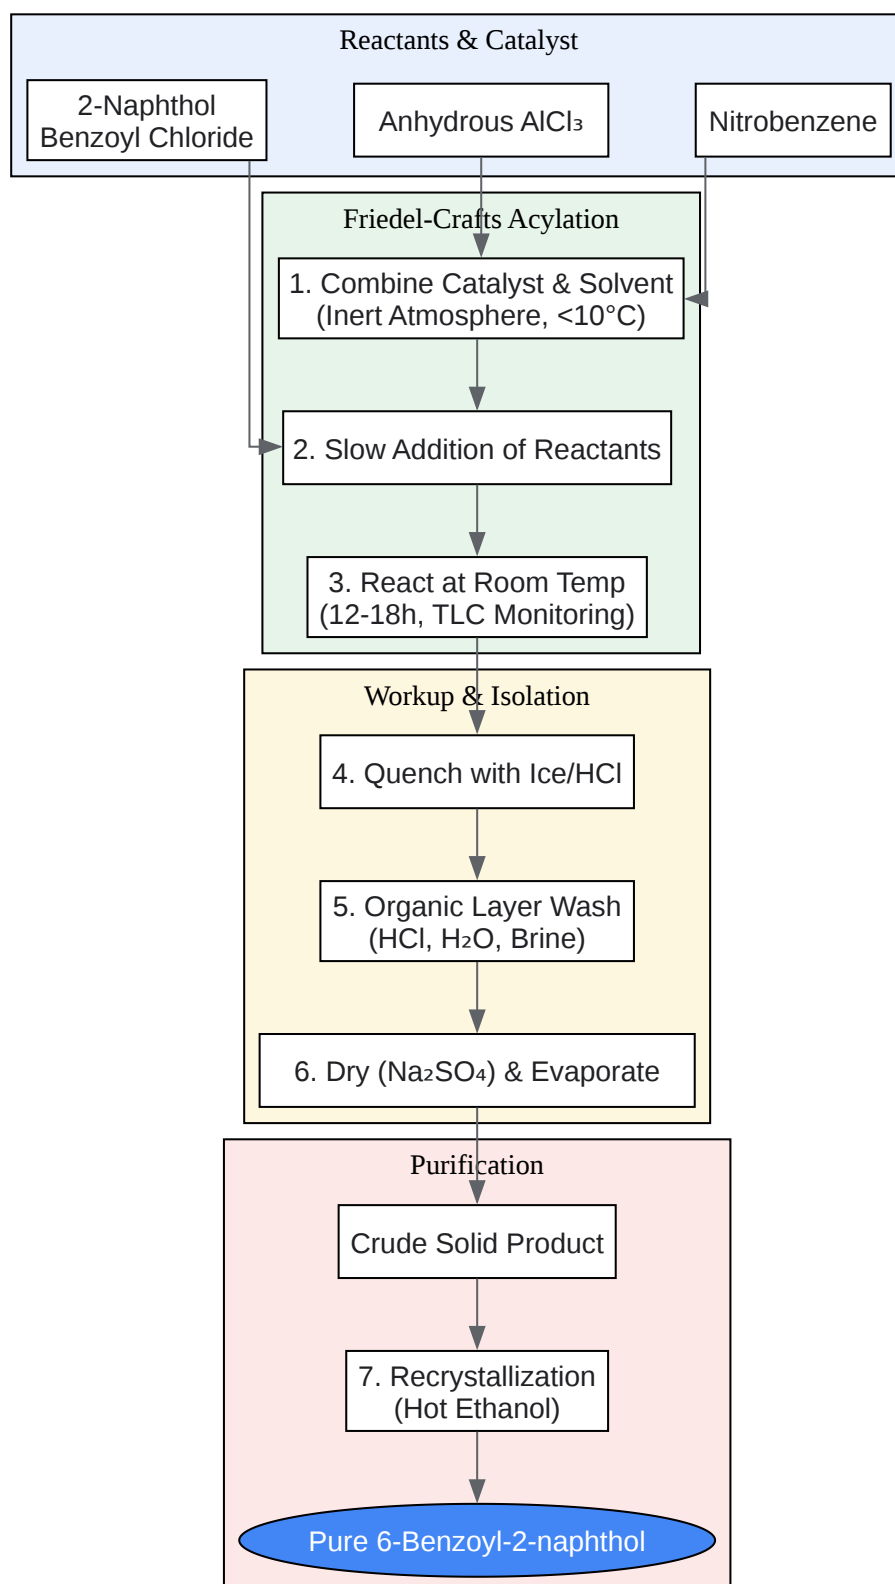 Reactants & Catalyst
2-Naphthol
Benzoyl Chloride
Anhydrous AlCl₃
Nitrobenzene
Friedel-Crafts Acylation
1. Combine Catalyst & Solvent
(Inert Atmosphere, <10°C)
2. Slow Addition of Reactants
3. React at Room Temp
(12-18h, TLC Monitoring)
Workup & Isolation
4. Quench with Ice/HCl
5. Organic Layer Wash
(HCl, H₂O, Brine)
6. Dry (Na₂SO₄) & Evaporate
Purification
Crude Solid Product
7. Recrystallization
(Hot Ethanol)
Pure 6-Benzoyl-2-naphthol